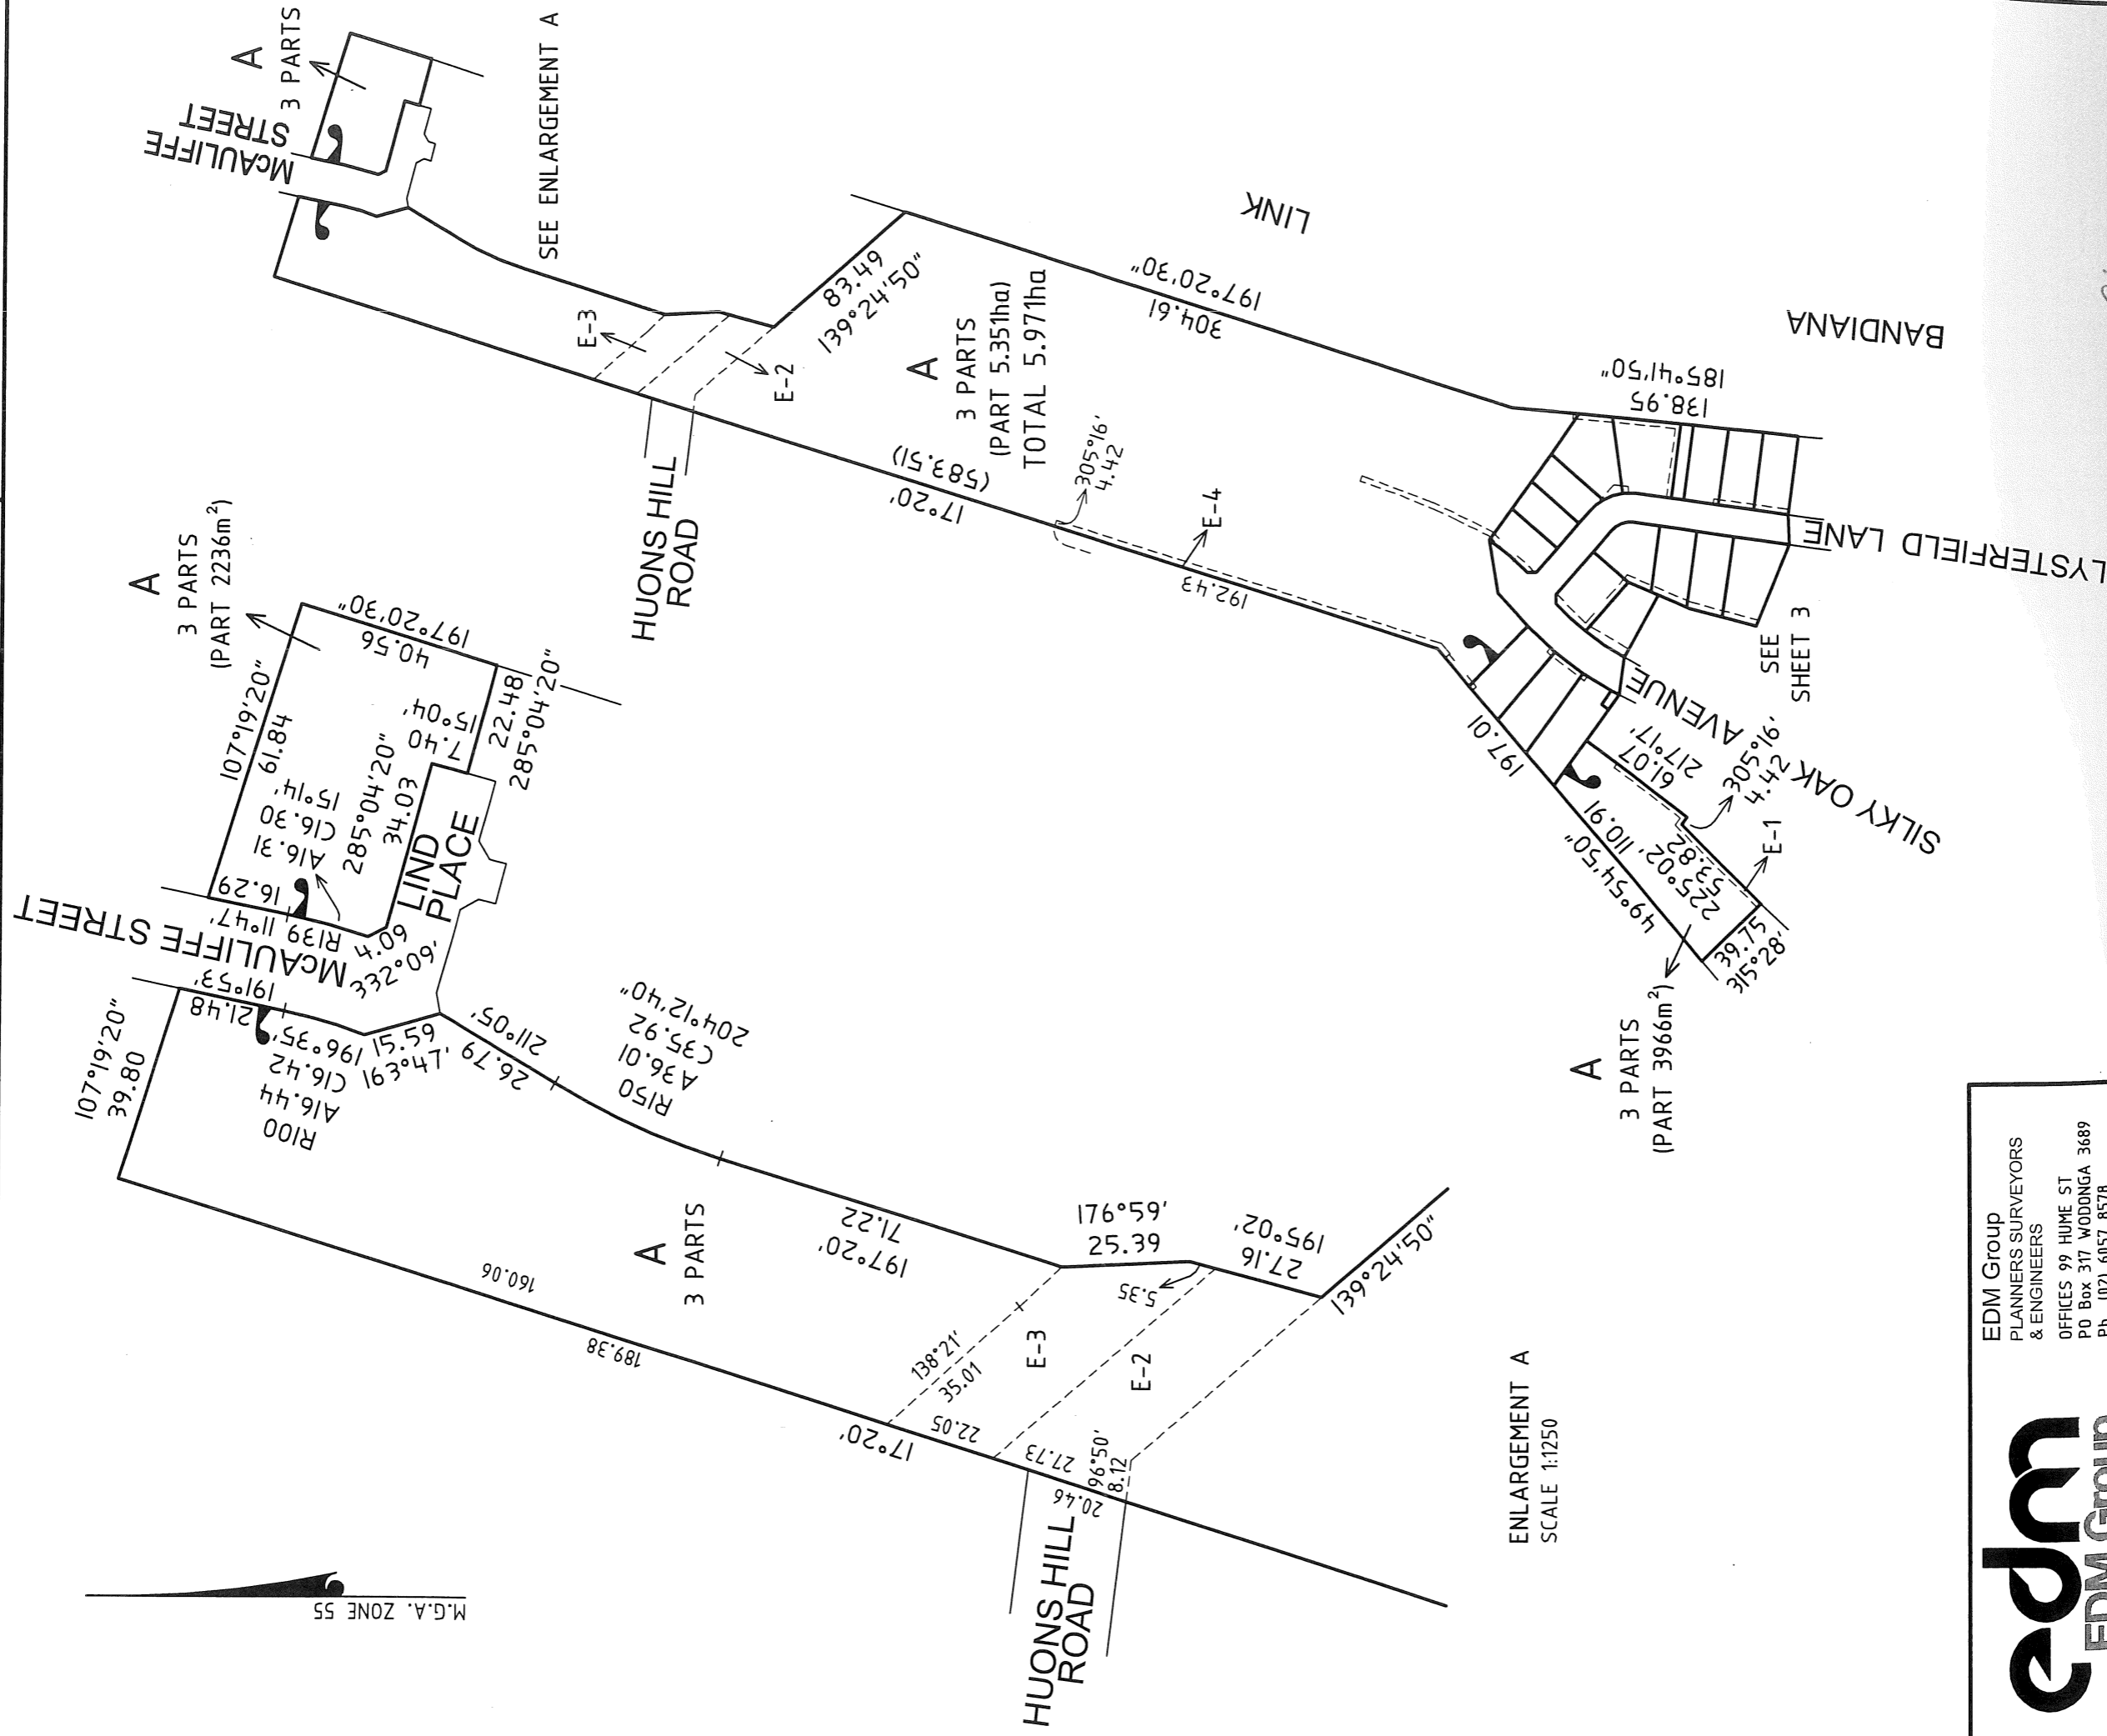 A
3 PARTS
McAULIFFE
STREET
SEE ENLARGEMENT A
E-3
E-2
83.49
139°24'50"
LINK
197°20'30"
304.61
BANDIANA
185°41'50"
138.95
A
3 PARTS
(PART 5.351ha)
TOTAL 5.971ha
(583.51)
17°20'
305°16'
4.42
E-4
192.43
HUONS HILL
ROAD
LYSTERFIELD LANE
SEE
SHEET 3
SILKY OAK AVENUE
197.01
61.07
217°17'
305°16'
4.42
E-1
110.91
49°54'50"
225°02'
53.82
39.75
315°28'
A
3 PARTS
(PART 3966m²)
A
3 PARTS
(PART 2236m²)
107°19'20"
61.84
197°20'30"
40.56
15°04'
7.40
22.48
285°04'20"
285°04'20"
34.03
A16.31
C16.30
15°14'
16.29
11°47'
R139
4.09
332°09'
LIND
PLACE
McAULIFFE STREET
191°53'
21.48
107°19'20"
39.80
R100
A16.44
C16.42
196°35'
15.59
163°47'
26.79
211°05'
R150
A36.01
C35.92
204°12'40"
A
3 PARTS
160.06
189.38
71.22
197°20'
176°59'
25.39
195°02'
27.16
5.35
139°24'50"
138°21'
35.01
E-3
E-2
22.05
17°20'
27.73
96°50'
8.12
20.46
HUONS HILL
ROAD
ENLARGEMENT A
SCALE 1:1250
M.G.A. ZONE 55
edm
EDM Group
EDM Group
PLANNERS SURVEYORS
& ENGINEERS
OFFICES 99 HUME ST
PO Box 317 WODONGA 3689
Ph (02) 6057 8578